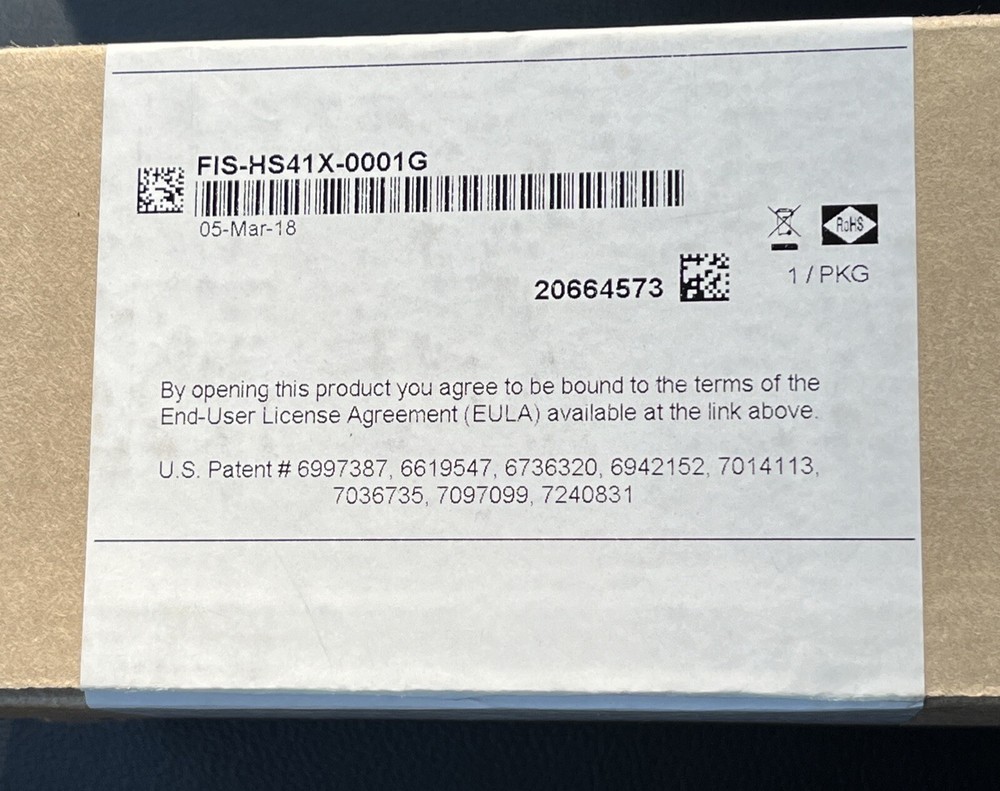 FIS-HS41X-0001G
05-Mar-18
RoHS
20664573
1 / PKG
By opening this product you agree to be bound to the terms of the
End-User License Agreement (EULA) available at the link above.
U.S. Patent # 6997387, 6619547, 6736320, 6942152, 7014113,
7036735, 7097099, 7240831